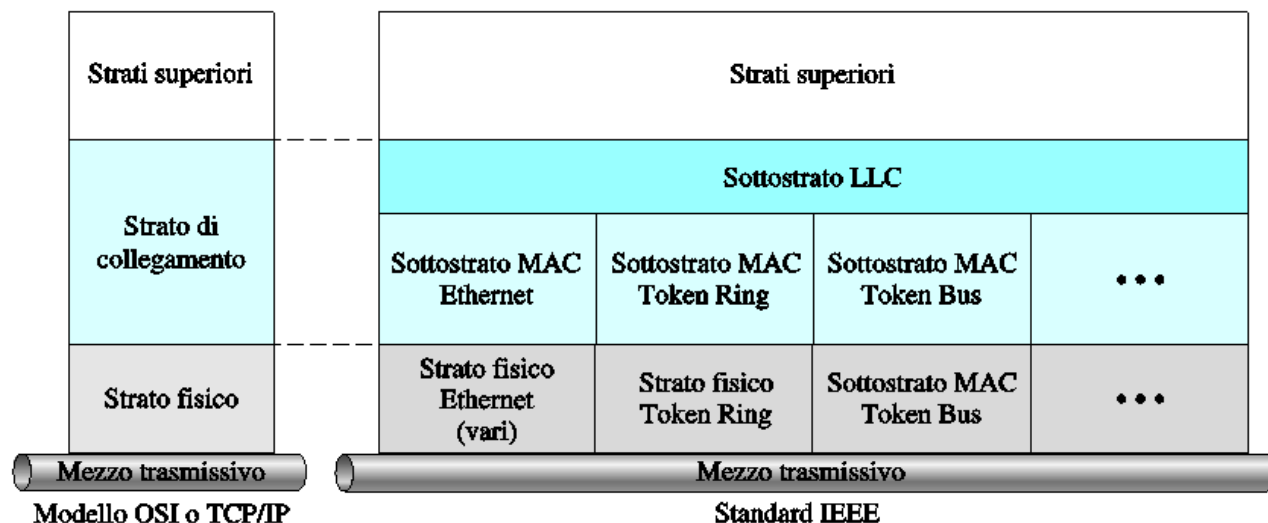 Strati superiori
Strati superiori
Sottostrato LLC
Strato di
collegamento
Sottostrato MAC
Ethernet
Sottostrato MAC
Token Ring
Sottostrato MAC
Token Bus
•••
Strato fisico
Strato fisico
Ethernet
(vari)
Strato fisico
Token Ring
Sottostrato MAC
Token Bus
•••
Mezzo trasmissivo
Mezzo trasmissivo
Modello OSI o TCP/IP
Standard IEEE